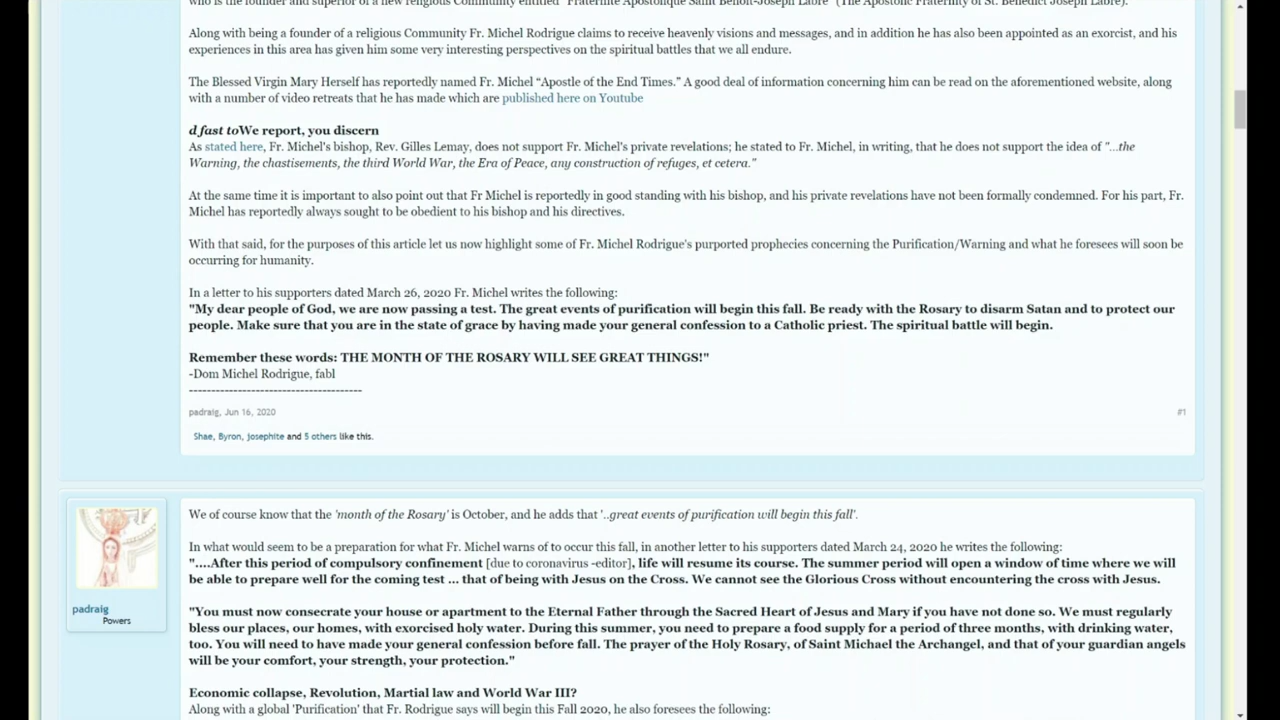 who is the founder and superior of a new religious Community entitled "Fraternite Apostolique Saint Benoit-Joseph Labre" (The Apostolic Fraternity of St. Benedict Joseph Labre).
Along with being a founder of a religious Community Fr. Michel Rodrigue claims to receive heavenly visions and messages, and in addition he has also been appointed as an exorcist, and his
experiences in this area has given him some very interesting perspectives on the spiritual battles that we all endure.
The Blessed Virgin Mary Herself has reportedly named Fr. Michel “Apostle of the End Times.” A good deal of information concerning him can be read on the aforementioned website, along
with a number of video retreats that he has made which are published here on Youtube
d fast toWe report, you discern
As stated here, Fr. Michel's bishop, Rev. Gilles Lemay, does not support Fr. Michel's private revelations; he stated to Fr. Michel, in writing, that he does not support the idea of "...the
Warning, the chastisements, the third World War, the Era of Peace, any construction of refuges, et cetera."
At the same time it is important to also point out that Fr Michel is reportedly in good standing with his bishop, and his private revelations have not been formally condemned. For his part, Fr.
Michel has reportedly always sought to be obedient to his bishop and his directives.
With that said, for the purposes of this article let us now highlight some of Fr. Michel Rodrigue's purported prophecies concerning the Purification/Warning and what he foresees will soon be
occurring for humanity.
In a letter to his supporters dated March 26, 2020 Fr. Michel writes the following:
"My dear people of God, we are now passing a test. The great events of purification will begin this fall. Be ready with the Rosary to disarm Satan and to protect our
people. Make sure that you are in the state of grace by having made your general confession to a Catholic priest. The spiritual battle will begin.
Remember these words: THE MONTH OF THE ROSARY WILL SEE GREAT THINGS!"
-Dom Michel Rodrigue, fabl
------------------------------------
padraig, Jun 16, 2020 #1
Shae, Byron, josephite and 5 others like this.
We of course know that the 'month of the Rosary' is October, and he adds that '..great events of purification will begin this fall'.
In what would seem to be a preparation for what Fr. Michel warns of to occur this fall, in another letter to his supporters dated March 24, 2020 he writes the following:
"....After this period of compulsory confinement [due to coronavirus -editor], life will resume its course. The summer period will open a window of time where we will
be able to prepare well for the coming test ... that of being with Jesus on the Cross. We cannot see the Glorious Cross without encountering the cross with Jesus.
padraig
Powers
"You must now consecrate your house or apartment to the Eternal Father through the Sacred Heart of Jesus and Mary if you have not done so. We must regularly
bless our places, our homes, with exorcised holy water. During this summer, you need to prepare a food supply for a period of three months, with drinking water,
too. You will need to have made your general confession before fall. The prayer of the Holy Rosary, of Saint Michael the Archangel, and that of your guardian angels
will be your comfort, your strength, your protection."
Economic collapse, Revolution, Martial law and World War III?
Along with a global 'Purification' that Fr. Rodrigue says will begin this Fall 2020, he also foresees the following: